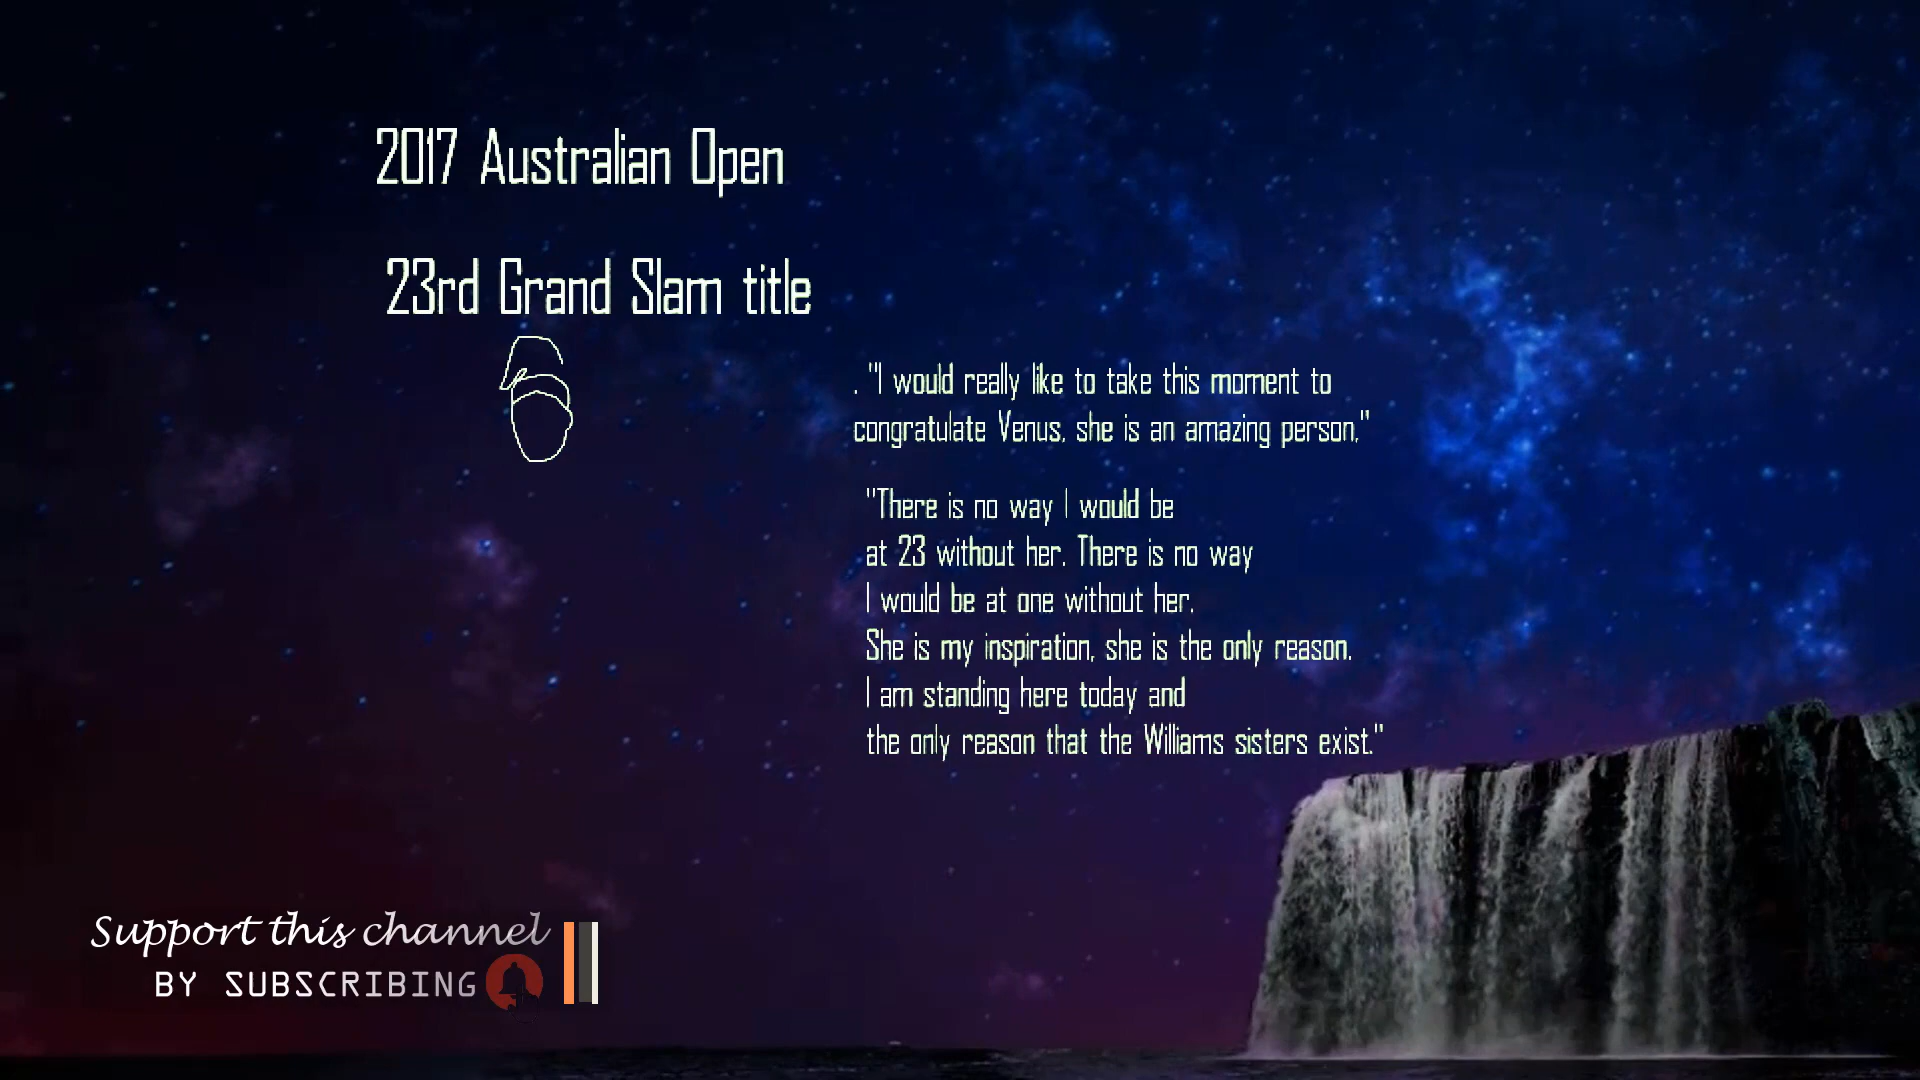 2017 Australian Open
23rd Grand Slam title
. "I would really like to take this moment to
congratulate Venus, she is an amazing person,"
"There is no way I would be
at 23 without her. There is no way
I would be at one without her.
She is my inspiration, she is the only reason.
I am standing here today and
the only reason that the Williams sisters exist."
Support this channel
BY SUBSCRIBING